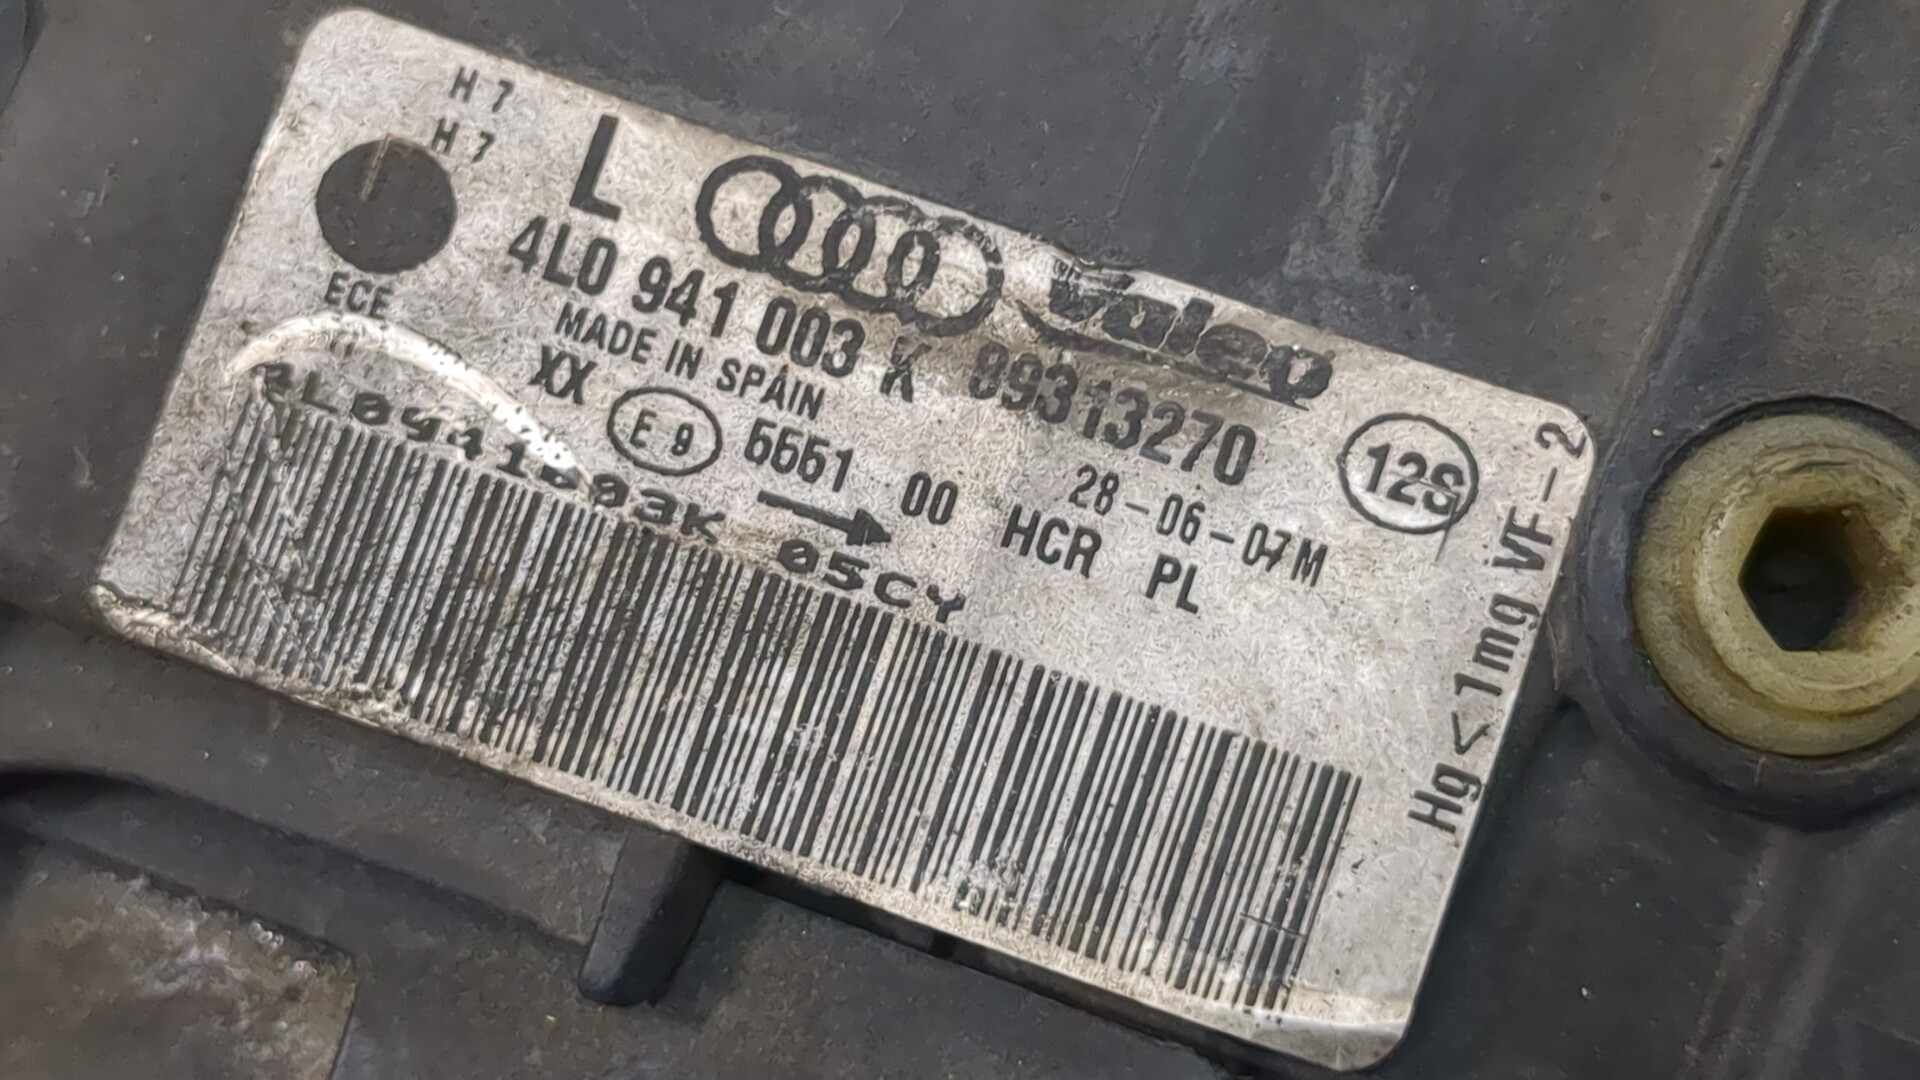 H 7
H 7
L Valeo
4L0 941 003 K 89313270
MADE IN SPAIN
ECE
XX E 9 5551 00 28-06-07M
12S
HCR PL
05CY
Hg<1mg VF-2